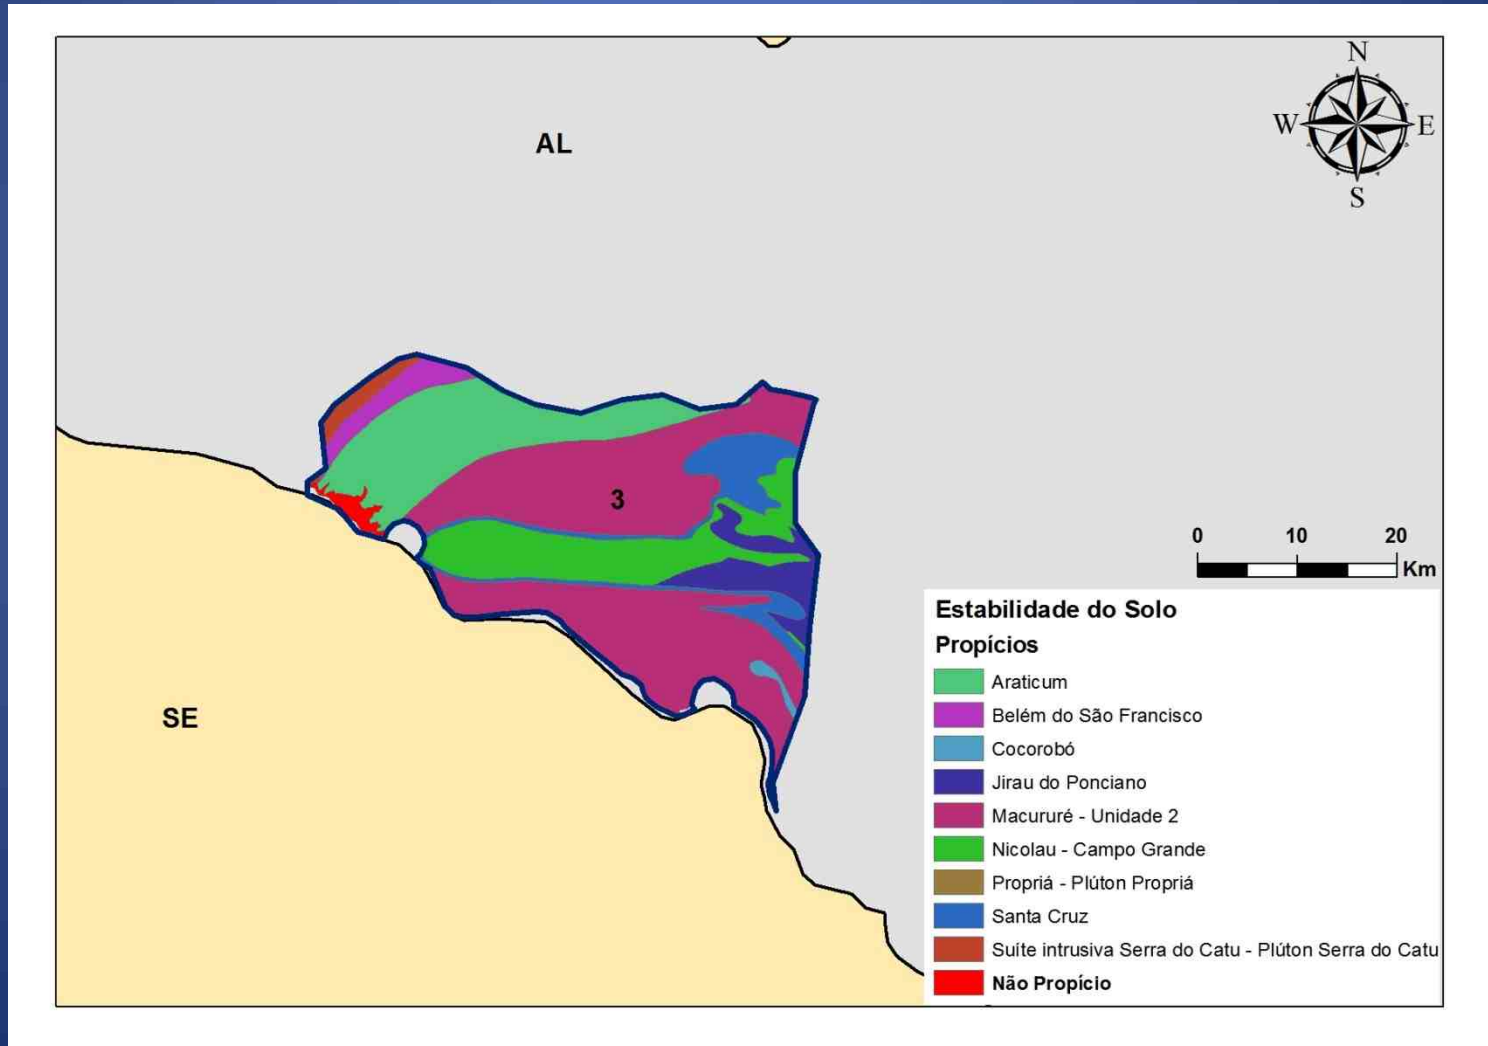 N
W E
S
AL
3
SE
0 10 20
Km
Estabilidade do Solo
Propícios
Araticum
Belém do São Francisco
Cocorobó
Jirau do Ponciano
Macururé - Unidade 2
Nicolau - Campo Grande
Propriá - Plúton Propriá
Santa Cruz
Suíte intrusiva Serra do Catu - Plúton Serra do Catu
Não Propício